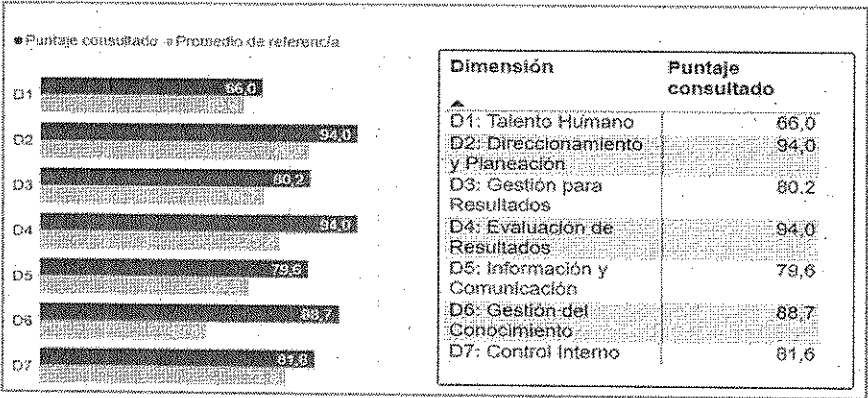 Puntaje consultado Promedio de referencia
D1 66,0
D2 94,0
D3 80,2
D4 94,0
D5 79,6
D6 88,7
D7 81,6
Dimensión Puntaje consultado
D1: Talento Humano 66,0
D2: Direccionamiento y Planeación 94,0
D3: Gestión para Resultados 80,2
D4: Evaluación de Resultados 94,0
D5: Información y Comunicación 79,6
D6: Gestión del Conocimiento 88,7
D7: Control Interno 81,6